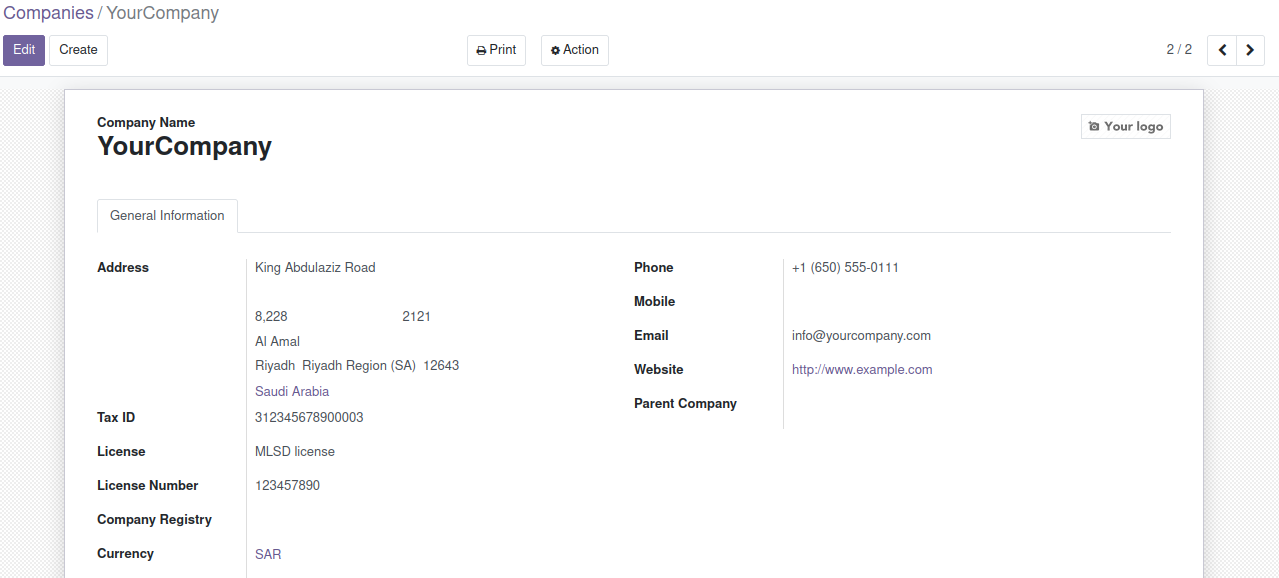 Companies / YourCompany
Edit Create Print Action 2 / 2
Company Name
YourCompany
Your logo
General Information
Address King Abdulaziz Road
8,228 2121
Al Amal
Riyadh Riyadh Region (SA) 12643
Saudi Arabia
Tax ID 312345678900003
License MLSD license
License Number 123457890
Company Registry
Currency SAR
Phone +1 (650) 555-0111
Mobile
Email info@yourcompany.com
Website http://www.example.com
Parent Company